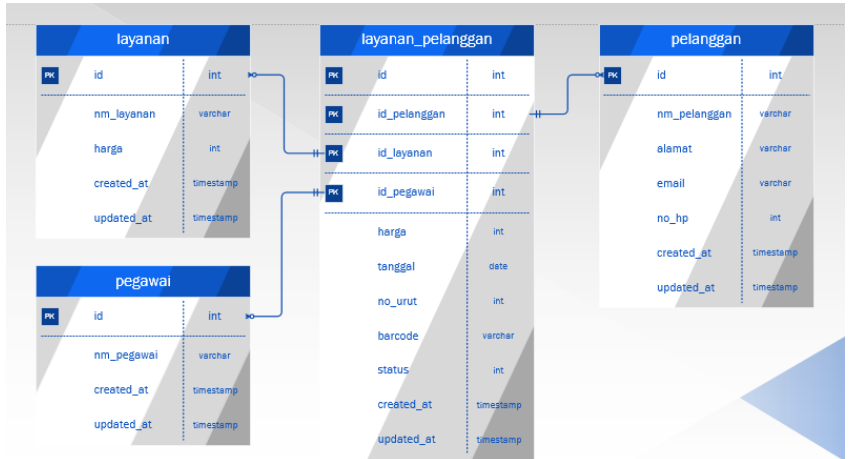 layanan
PK id int
nm_layanan varchar
harga int
created_at timestamp
updated_at timestamp
pegawai
PK id int
nm_pegawai varchar
created_at timestamp
updated_at timestamp
layanan_pelanggan
PK id int
PK id_pelanggan int
PK id_layanan int
PK id_pegawai int
harga int
tanggal date
no_urut int
barcode varchar
status int
created_at timestamp
updated_at timestamp
pelanggan
PK id int
nm_pelanggan varchar
alamat varchar
email varchar
no_hp int
created_at timestamp
updated_at timestamp